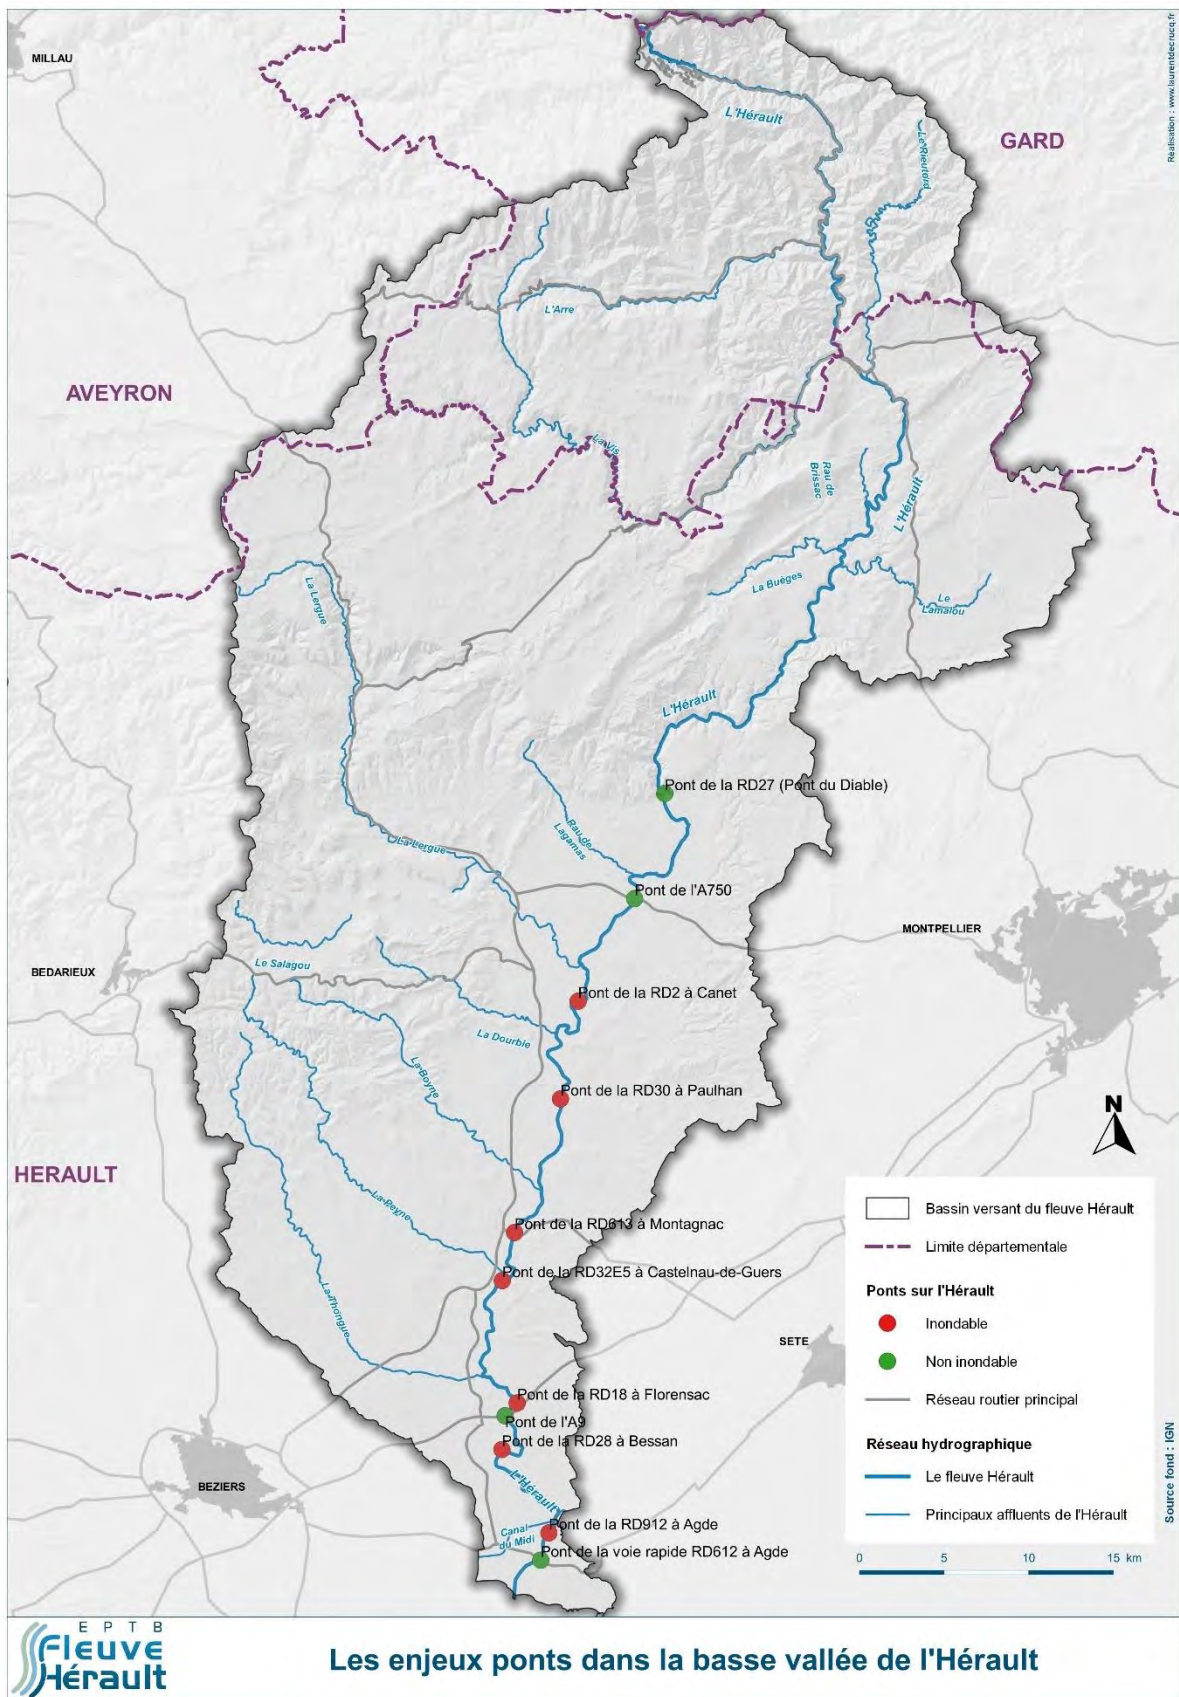 MILLAU
Réalisation : www.laurentdecrucq.fr
L'Hérault
GARD
Le Rieutord
L'Arre
AVEYRON
La Vis
Rau de
Brissac
L'Hérault
La Buèges
Le
Lamalou
La Lergue
L'Hérault
Pont de la RD27 (Pont du Diable)
Rau de
Lagamas
La Lergue
Pont de l'A750
MONTPELLIER
BEDARIEUX
Le Salagou
Pont de la RD2 à Canet
La Dourbie
La Boyne
Pont de la RD30 à Paulhan
N
HERAULT
La Peyne
Pont de la RD613 à Montagnac
Pont de la RD32E5 à Castelnau-de-Guers
La Thongue
SETE
Pont de la RD18 à Florensac
Pont de l'A9
Pont de la RD28 à Bessan
BEZIERS
L'Hérault
Canal
du Midi
Pont de la RD912 à Agde
Pont de la voie rapide RD612 à Agde
Bassin versant du fleuve Hérault
Limite départementale
Ponts sur l'Hérault
Inondable
Non inondable
Réseau routier principal
Réseau hydrographique
Le fleuve Hérault
Principaux affluents de l'Hérault
Source fond : IGN
0 5 10 15 km
EPTB
Fleuve
Hérault
Les enjeux ponts dans la basse vallée de l'Hérault